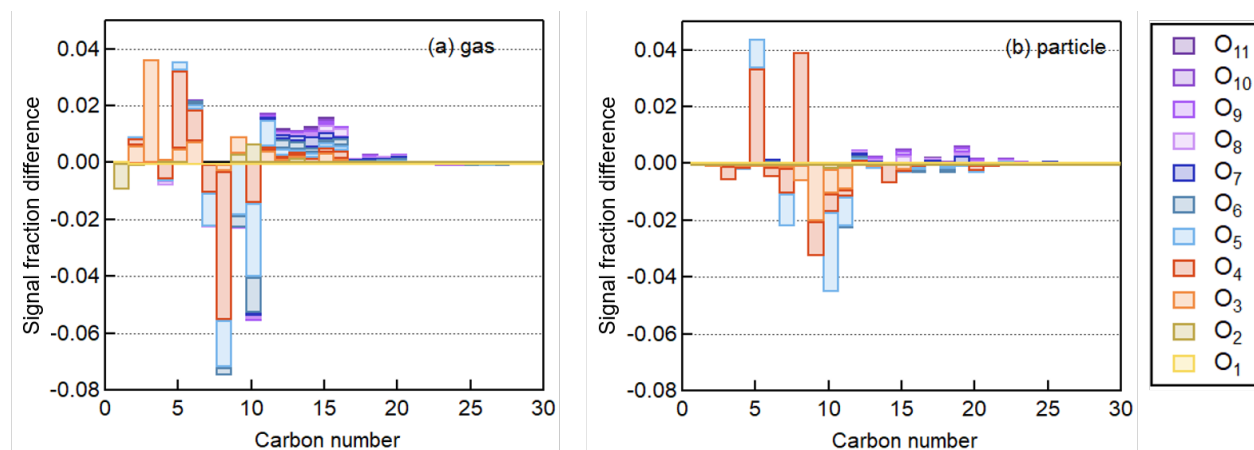 (a) gas
0.04
0.02
0.00
-0.02
-0.04
-0.06
-0.08
Signal fraction difference
0 5 10 15 20 25 30
Carbon number
(b) particle
0.04
0.02
0.00
-0.02
-0.04
-0.06
-0.08
Signal fraction difference
0 5 10 15 20 25 30
Carbon number
O₁₁
O₁₀
O₉
O₈
O₇
O₆
O₅
O₄
O₃
O₂
O₁